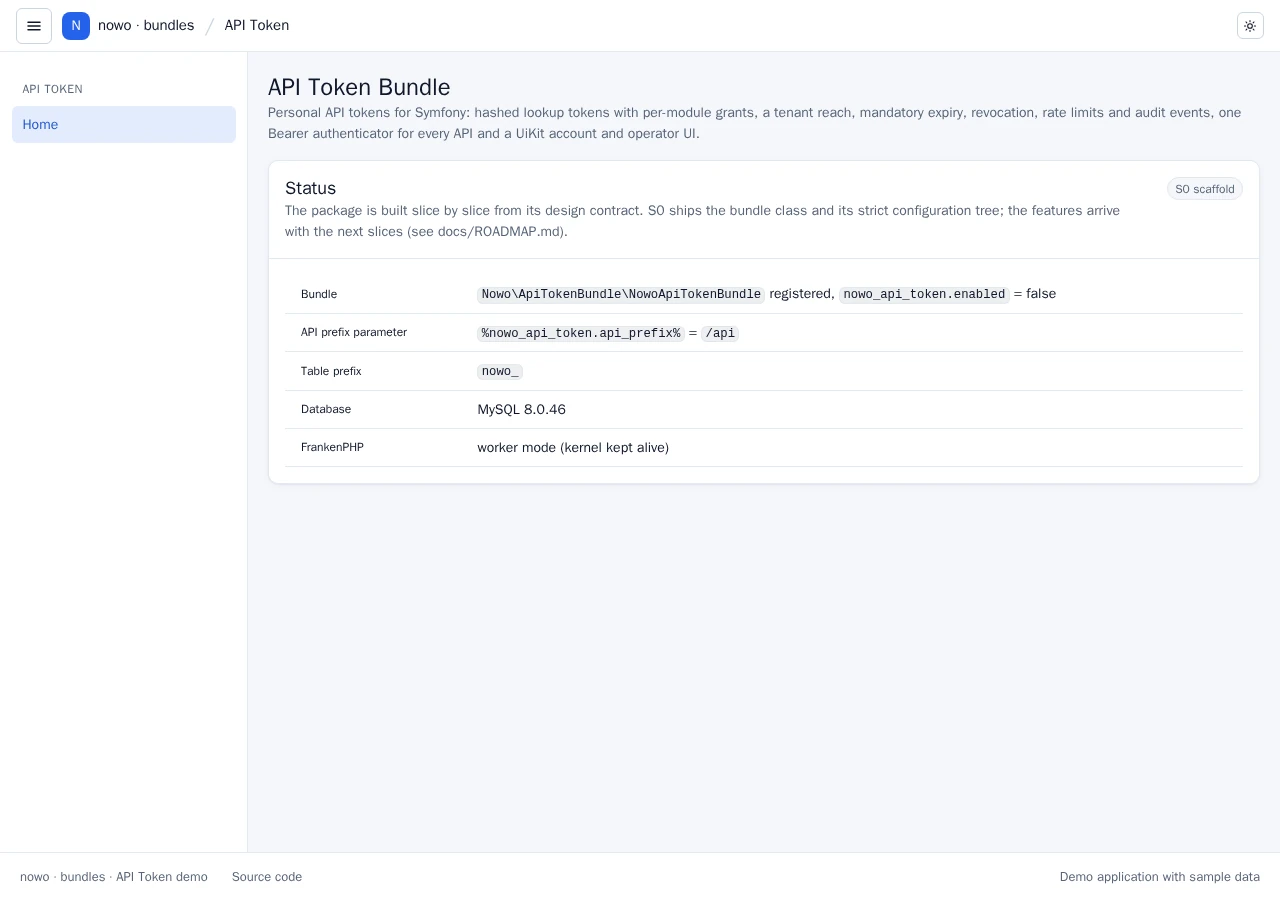 N nowo · bundles / API Token
API TOKEN
Home
API Token Bundle
Personal API tokens for Symfony: hashed lookup tokens with per-module grants, a tenant reach, mandatory expiry, revocation, rate limits and audit events, one
Bearer authenticator for every API and a UiKit account and operator UI.
Status
S0 scaffold
The package is built slice by slice from its design contract. S0 ships the bundle class and its strict configuration tree; the features arrive
with the next slices (see docs/ROADMAP.md).
Bundle Nowo\ApiTokenBundle\NowoApiTokenBundle registered, nowo_api_token.enabled = false
API prefix parameter %nowo_api_token.api_prefix% = /api
Table prefix nowo_
Database MySQL 8.0.46
FrankenPHP worker mode (kernel kept alive)
nowo · bundles · API Token demo Source code Demo application with sample data